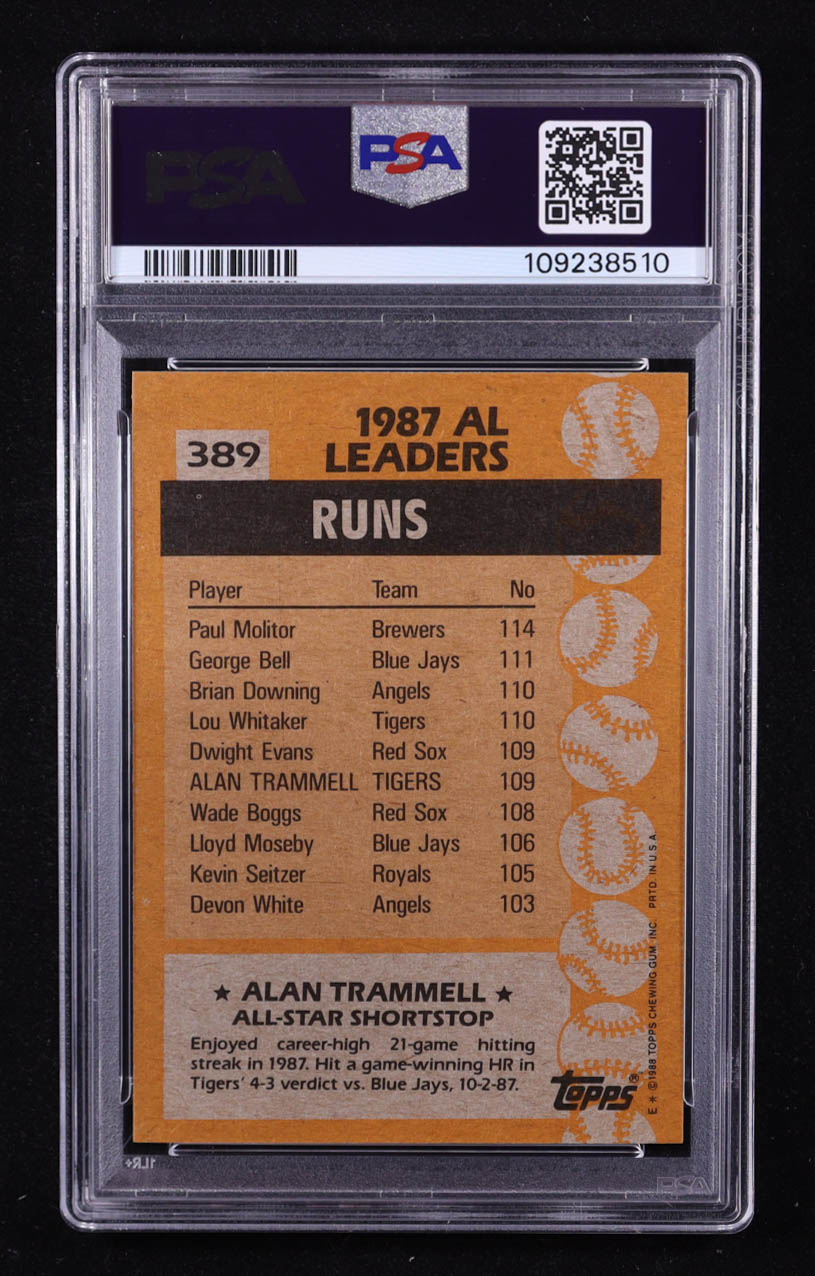 PSA
PSA
109238510
389
1987 AL
LEADERS
RUNS
Player Team No
Paul Molitor Brewers 114
George Bell Blue Jays 111
Brian Downing Angels 110
Lou Whitaker Tigers 110
Dwight Evans Red Sox 109
ALAN TRAMMELL TIGERS 109
Wade Boggs Red Sox 108
Lloyd Moseby Blue Jays 106
Kevin Seitzer Royals 105
Devon White Angels 103
★ ALAN TRAMMELL ★
ALL-STAR SHORTSTOP
Enjoyed career-high 21-game hitting
streak in 1987. Hit a game-winning HR in
Tigers' 4-3 verdict vs. Blue Jays, 10-2-87.
TOPPS®
E * © 1988 TOPPS CHEWING GUM, INC. PRTD. IN U.S.A.
1LR+
PSA